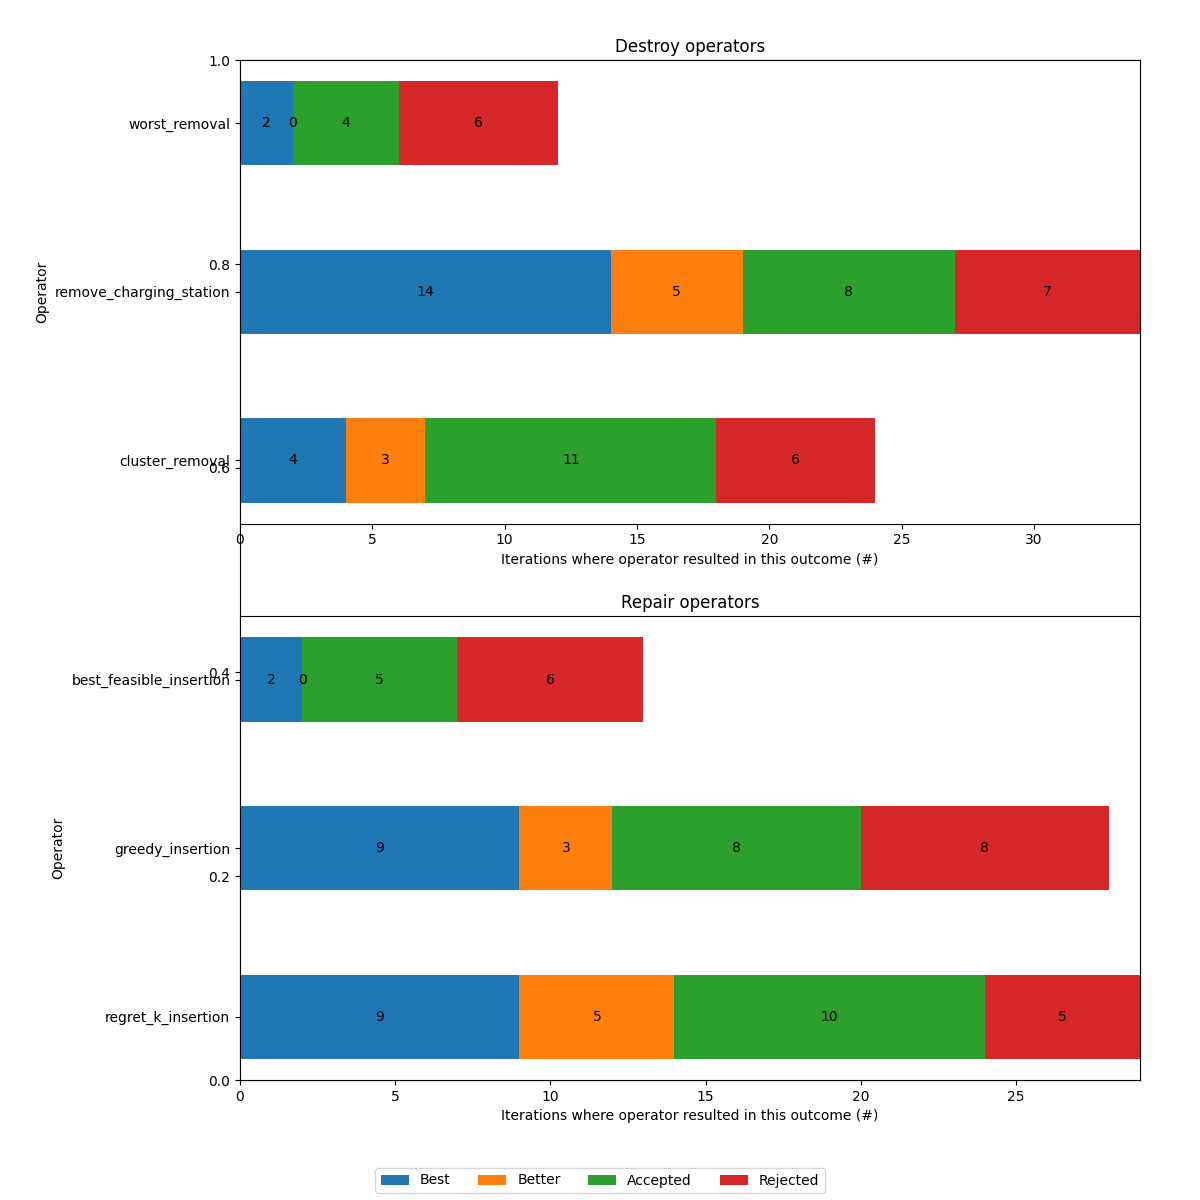 Destroy operators
1.0
worst_removal
2 0 4 6
0.8
Operator
remove_charging_station
14 5 8 7
cluster_removal
4 3 11 6
0.6
0 5 10 15 20 25 30
Iterations where operator resulted in this outcome (#)
Repair operators
0.4
best_feasible_insertion
2 0 5 6
Operator
greedy_insertion
9 3 8 8
0.2
regret_k_insertion
9 5 10 5
0.0
0 5 10 15 20 25
Iterations where operator resulted in this outcome (#)
Best Better Accepted Rejected